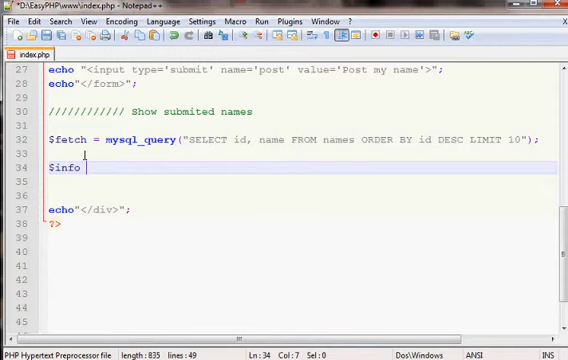 *D:\EasyPHP\www\index.php - Notepad++
File Edit Search View Encoding Language Settings Macro Run Plugins Window ?
index.php
27 echo "<input type='submit' name='post' value='Post my name'>";
28 echo"</form>";
29
30 //////////// Show submited names
31
32 $fetch = mysql_query("SELECT id, name FROM names ORDER BY id DESC LIMIT 10");
33
34 $info
35
36
37 echo"</div>";
38 ?>
39
40
41
42
43
44
45
PHP Hypertext Preprocessor file length : 835 lines : 49 Ln : 34 Col : 7 Sel : 0 Dos\Windows ANSI INS